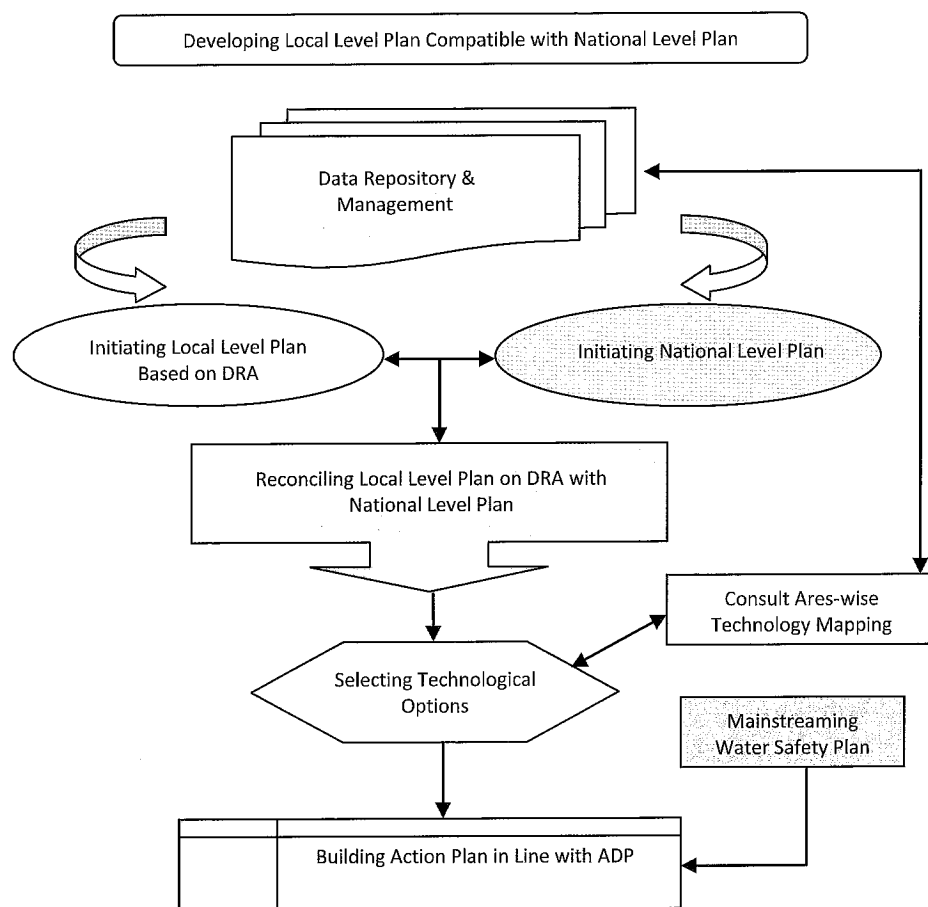 Developing Local Level Plan Compatible with National Level Plan
Data Repository &
Management
Initiating Local Level Plan
Based on DRA
Initiating National Level Plan
Reconciling Local Level Plan on DRA with
National Level Plan
Consult Ares-wise
Technology Mapping
Selecting Technological
Options
Mainstreaming
Water Safety Plan
Building Action Plan in Line with ADP